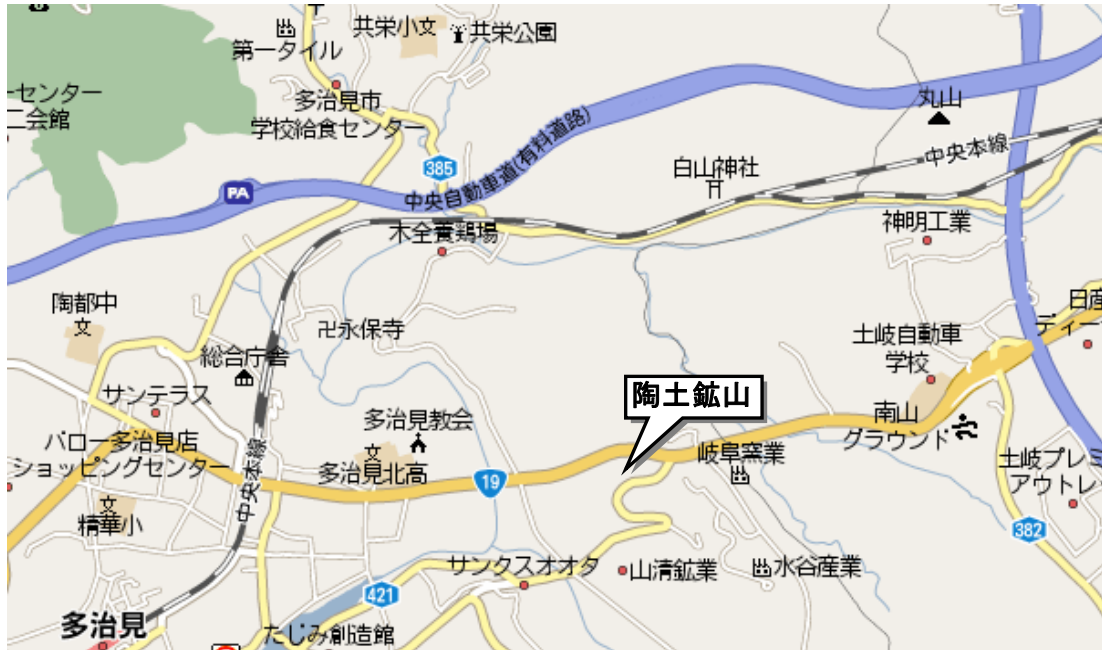 共栄小
文
共栄公園
第一タイル
ーセンター
二会館
多治見市
学校給食センター
丸山
385
中央自動車道(有料道路)
中央本線
PA
白山神社
木全養鶏場
神明工業
陶都中
文
卍永保寺
日産
ディー
土岐自動車
学校
総合庁舎
サンテラス
陶土鉱山
多治見教会
南山
グラウンド
バロー多治見店
ショッピングセンター
文
多治見北高
中央本線
19
岐阜窯業
土岐プレミ
アウトレ
文
精華小
382
サンクスオオタ
山清鉱業
水谷産業
421
多治見
たじみ創造館